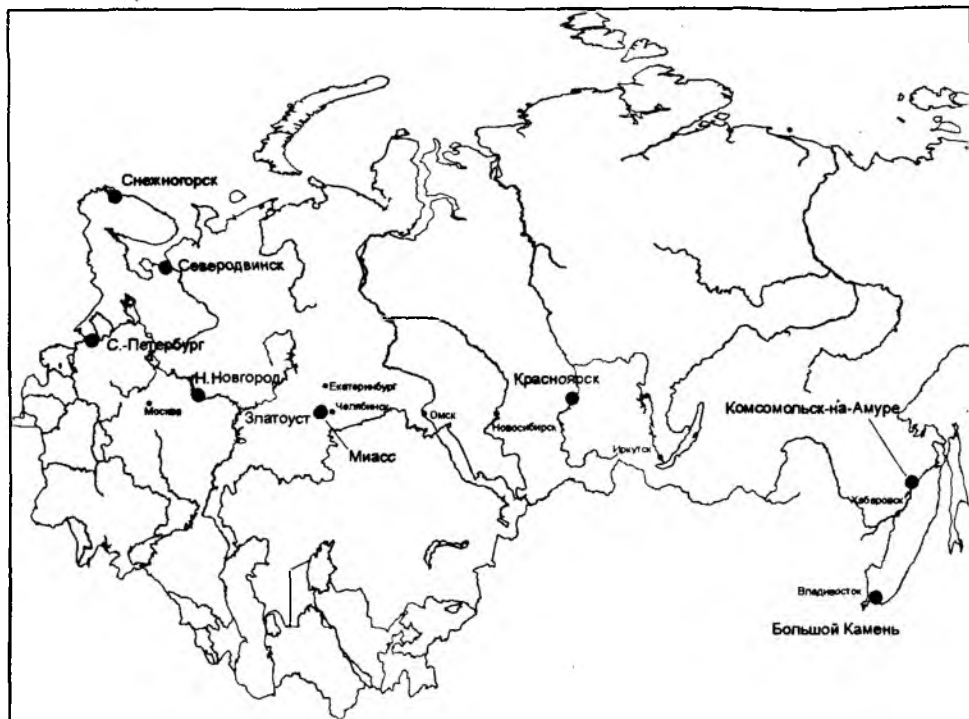 Снежногорск
Северодвинск
С.-Петербург
Н.Новгород
Екатеринбург
Красноярск
Москва
Златоуст
Челябинск
Омск
Комсомольск-на-Амуре
Новосибирск
Миасс
Иркутск
Хабаровск
Владивосток
Большой Камень